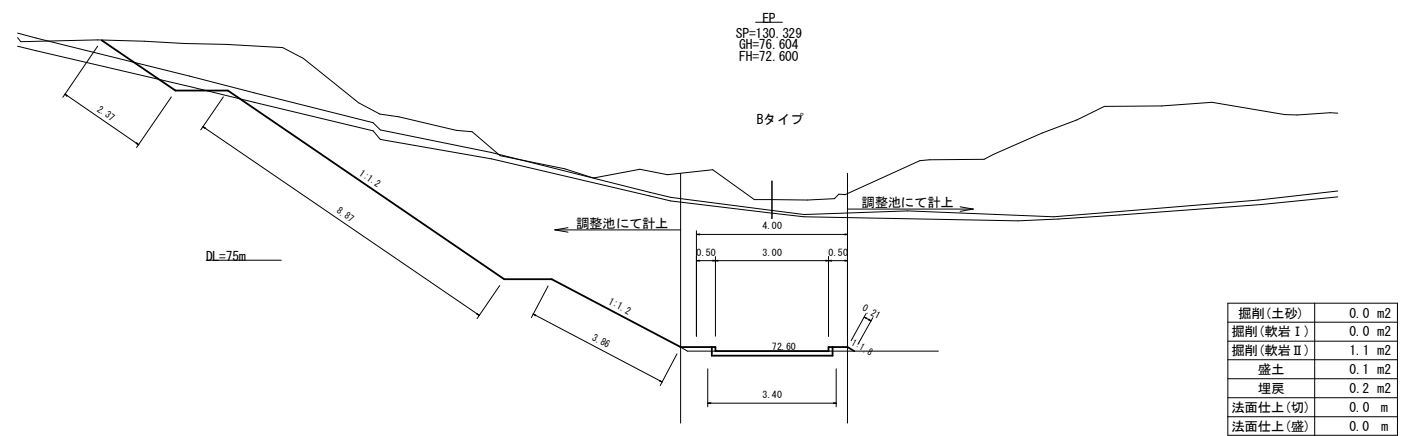 EP
SP=130.329
GH=76.604
FH=72.600
Bタイプ
2.37
1:1.2
8.87
調整池にて計上
調整池にて計上
4.00
0.50
3.00
0.50
DL=75m
1:1.2
3.86
0.21
72.60
1:1.8
3.40
掘削(土砂) 0.0 m2
掘削(軟岩Ⅰ) 0.0 m2
掘削(軟岩Ⅱ) 1.1 m2
盛土 0.1 m2
埋戻 0.2 m2
法面仕上(切) 0.0 m
法面仕上(盛) 0.0 m